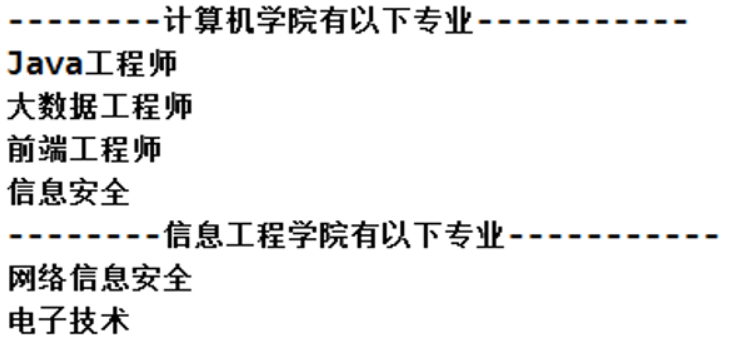 --------计算机学院有以下专业-----------
Java工程师
大数据工程师
前端工程师
信息安全
--------信息工程学院有以下专业-----------
网络信息安全
电子技术